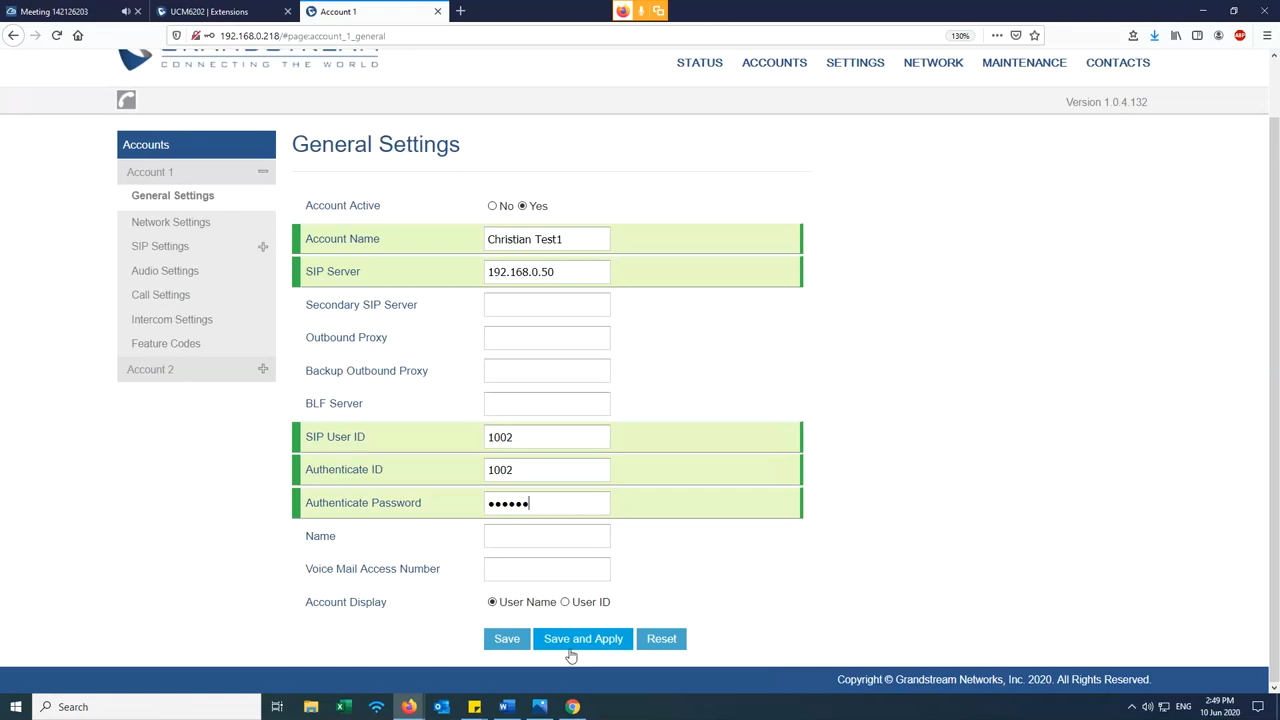 Meeting 142126203
UCM6202 | Extensions
Account 1
192.168.0.218/#page:account_1_general
130%
ABP
CONNECTING THE WORLD
STATUS
ACCOUNTS
SETTINGS
NETWORK
MAINTENANCE
CONTACTS
Version 1.0.4.132
Accounts
Account 1
General Settings
Network Settings
SIP Settings
Audio Settings
Call Settings
Intercom Settings
Feature Codes
Account 2
General Settings
Account Active
No Yes
Account Name
Christian Test1
SIP Server
192.168.0.50
Secondary SIP Server
Outbound Proxy
Backup Outbound Proxy
BLF Server
SIP User ID
1002
Authenticate ID
1002
Authenticate Password
●●●●●●
Name
Voice Mail Access Number
Account Display
User Name User ID
Save
Save and Apply
Reset
Copyright © Grandstream Networks, Inc. 2020. All Rights Reserved.
Search
ENG
2:49 PM
10 Jun 2020